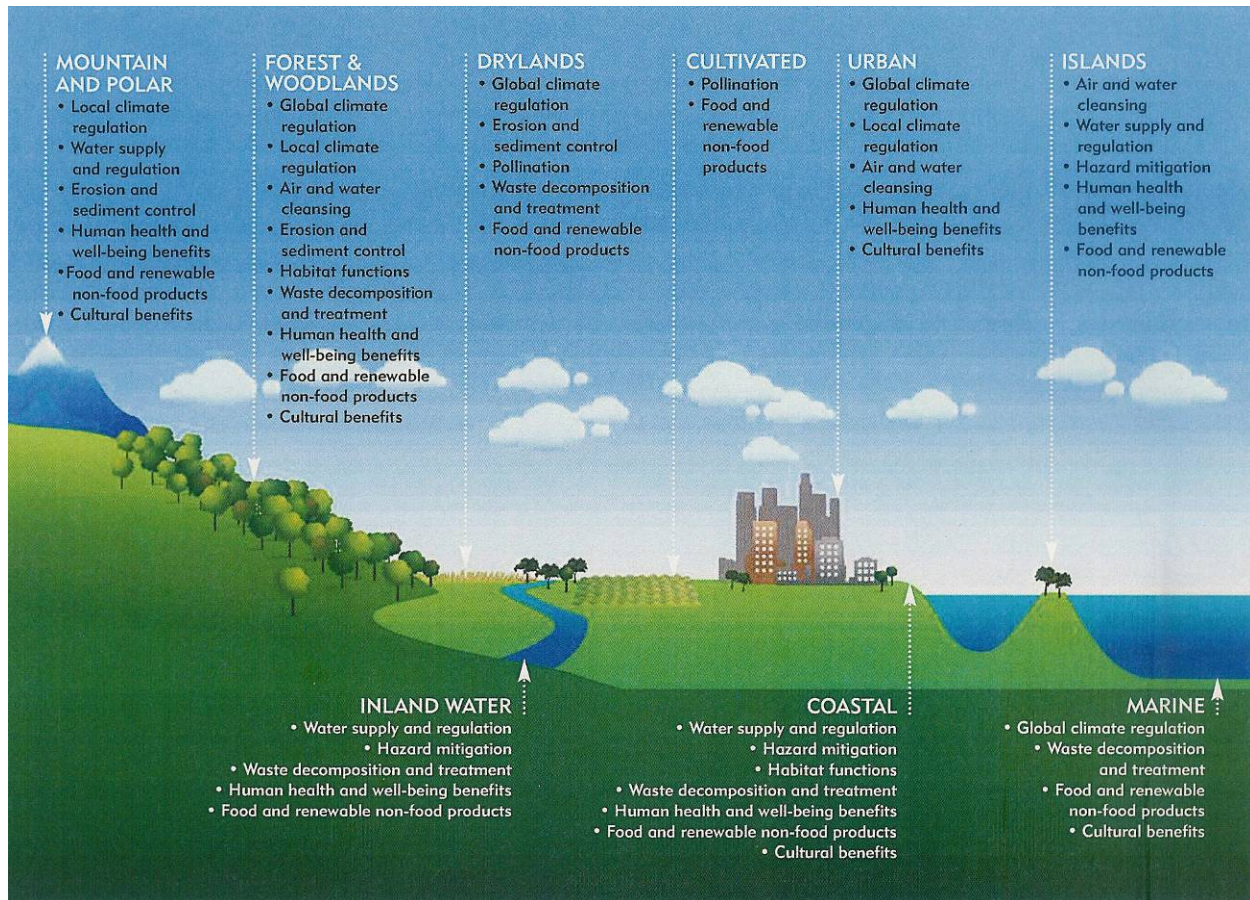 MOUNTAIN
AND POLAR
• Local climate
regulation
• Water supply
and regulation
• Erosion and
sediment control
• Human health and
well-being benefits
•Food and renewable
non-food products
• Cultural benefits
FOREST &
WOODLANDS
• Global climate
regulation
• Local climate
regulation
• Air and water
cleansing
• Erosion and
sediment control
• Habitat functions
• Waste decomposition
and treatment
• Human health and
well-being benefits
• Food and renewable
non-food products
• Cultural benefits
DRYLANDS
• Global climate
regulation
• Erosion and
sediment control
• Pollination
• Waste decomposition
and treatment
• Food and renewable
non-food products
CULTIVATED
• Pollination
• Food and
renewable
non-food
products
URBAN
• Global climate
regulation
• Local climate
regulation
• Air and water
cleansing
• Human health and
well-being benefits
• Cultural benefits
ISLANDS
• Air and water
cleansing
• Water supply and
regulation
• Hazard mitigation
• Human health
and well-being
benefits
• Food and renewable
non-food products
INLAND WATER
• Water supply and regulation
• Hazard mitigation
• Waste decomposition and treatment
• Human health and well-being benefits
• Food and renewable non-food products
COASTAL
• Water supply and regulation
• Hazard mitigation
• Habitat functions
• Waste decomposition and treatment
• Human health and well-being benefits
• Food and renewable non-food products
• Cultural benefits
MARINE
• Global climate regulation
• Waste decomposition
and treatment
• Food and renewable
non-food products
• Cultural benefits